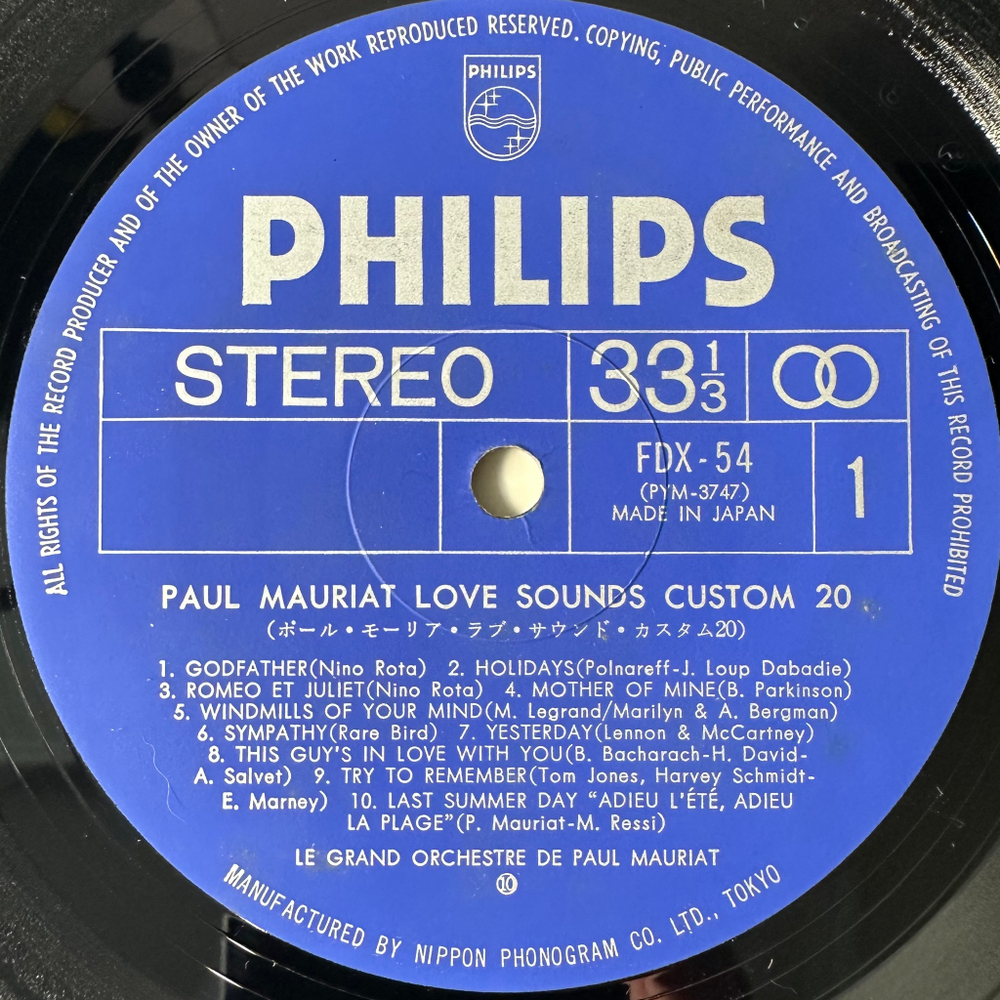 ALL RIGHTS OF THE RECORD PRODUCER AND OF THE OWNER OF THE WORK REPRODUCED RESERVED. COPYING, PUBLIC PERFORMANCE AND BROADCASTING OF THIS RECORD PROHIBITED
PHILIPS
PHILIPS
STEREO 33 1/3
FDX-54
(PYM-3747)
MADE IN JAPAN
1
PAUL MAURIAT LOVE SOUNDS CUSTOM 20
(ポール・モーリア・ラブ・サウンド・カスタム20)
1. GODFATHER(Nino Rota) 2. HOLIDAYS(Polnareff-J. Loup Dabadie)
3. ROMEO ET JULIET(Nino Rota) 4. MOTHER OF MINE(B. Parkinson)
5. WINDMILLS OF YOUR MIND(M. Legrand/Marilyn & A. Bergman)
6. SYMPATHY(Rare Bird) 7. YESTERDAY(Lennon & McCartney)
8. THIS GUY'S IN LOVE WITH YOU(B. Bacharach-H. David-
A. Salvet) 9. TRY TO REMEMBER(Tom Jones, Harvey Schmidt-
E. Marney) 10. LAST SUMMER DAY “ADIEU L'ÉTÉ, ADIEU
LA PLAGE”(P. Mauriat-M. Ressi)
LE GRAND ORCHESTRE DE PAUL MAURIAT
⑩
MANUFACTURED BY NIPPON PHONOGRAM CO. LTD., TOKYO